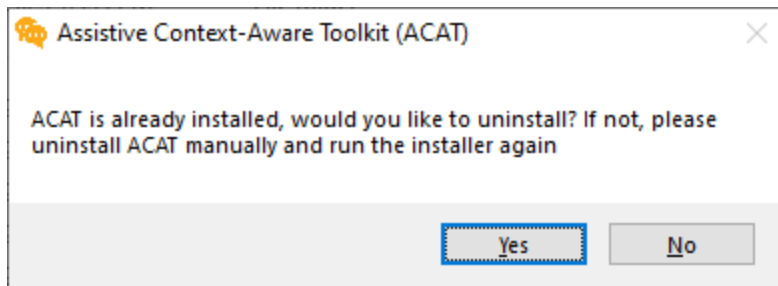 Assistive Context-Aware Toolkit (ACAT)
ACAT is already installed, would you like to uninstall? If not, please
uninstall ACAT manually and run the installer again
Yes
No